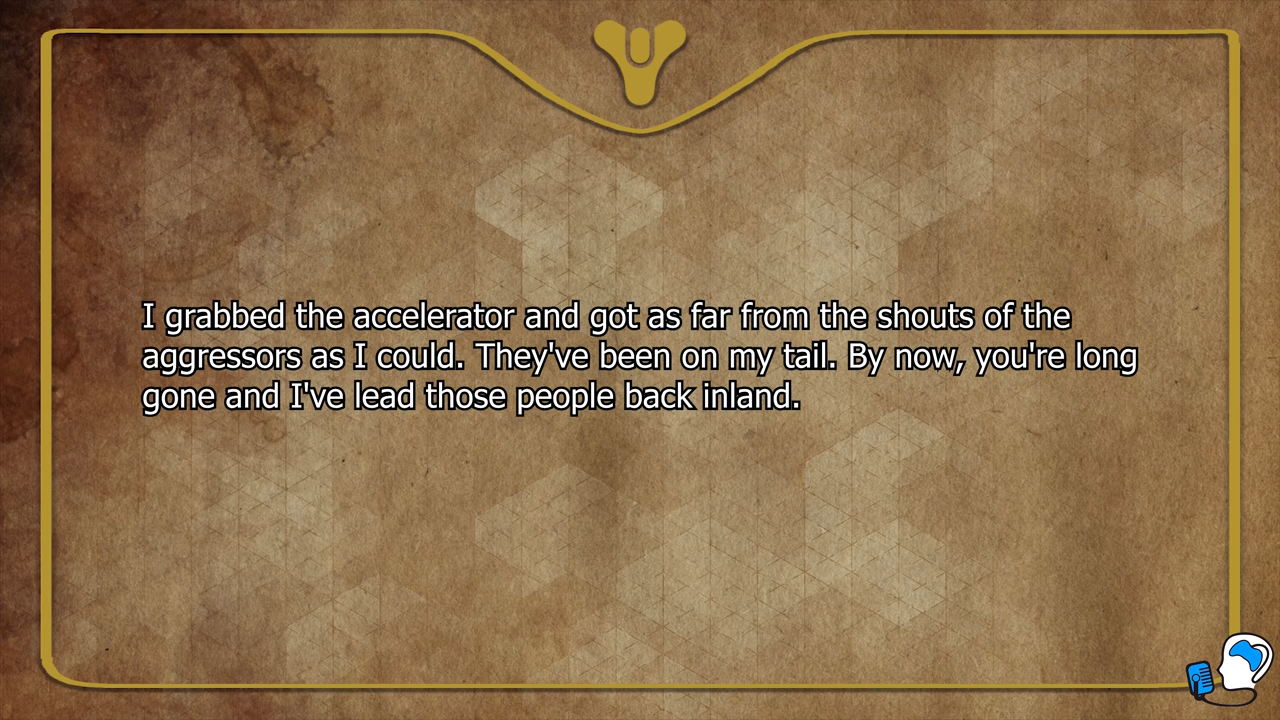 I grabbed the accelerator and got as far from the shouts of the
aggressors as I could. They've been on my tail. By now, you're long
gone and I've lead those people back inland.